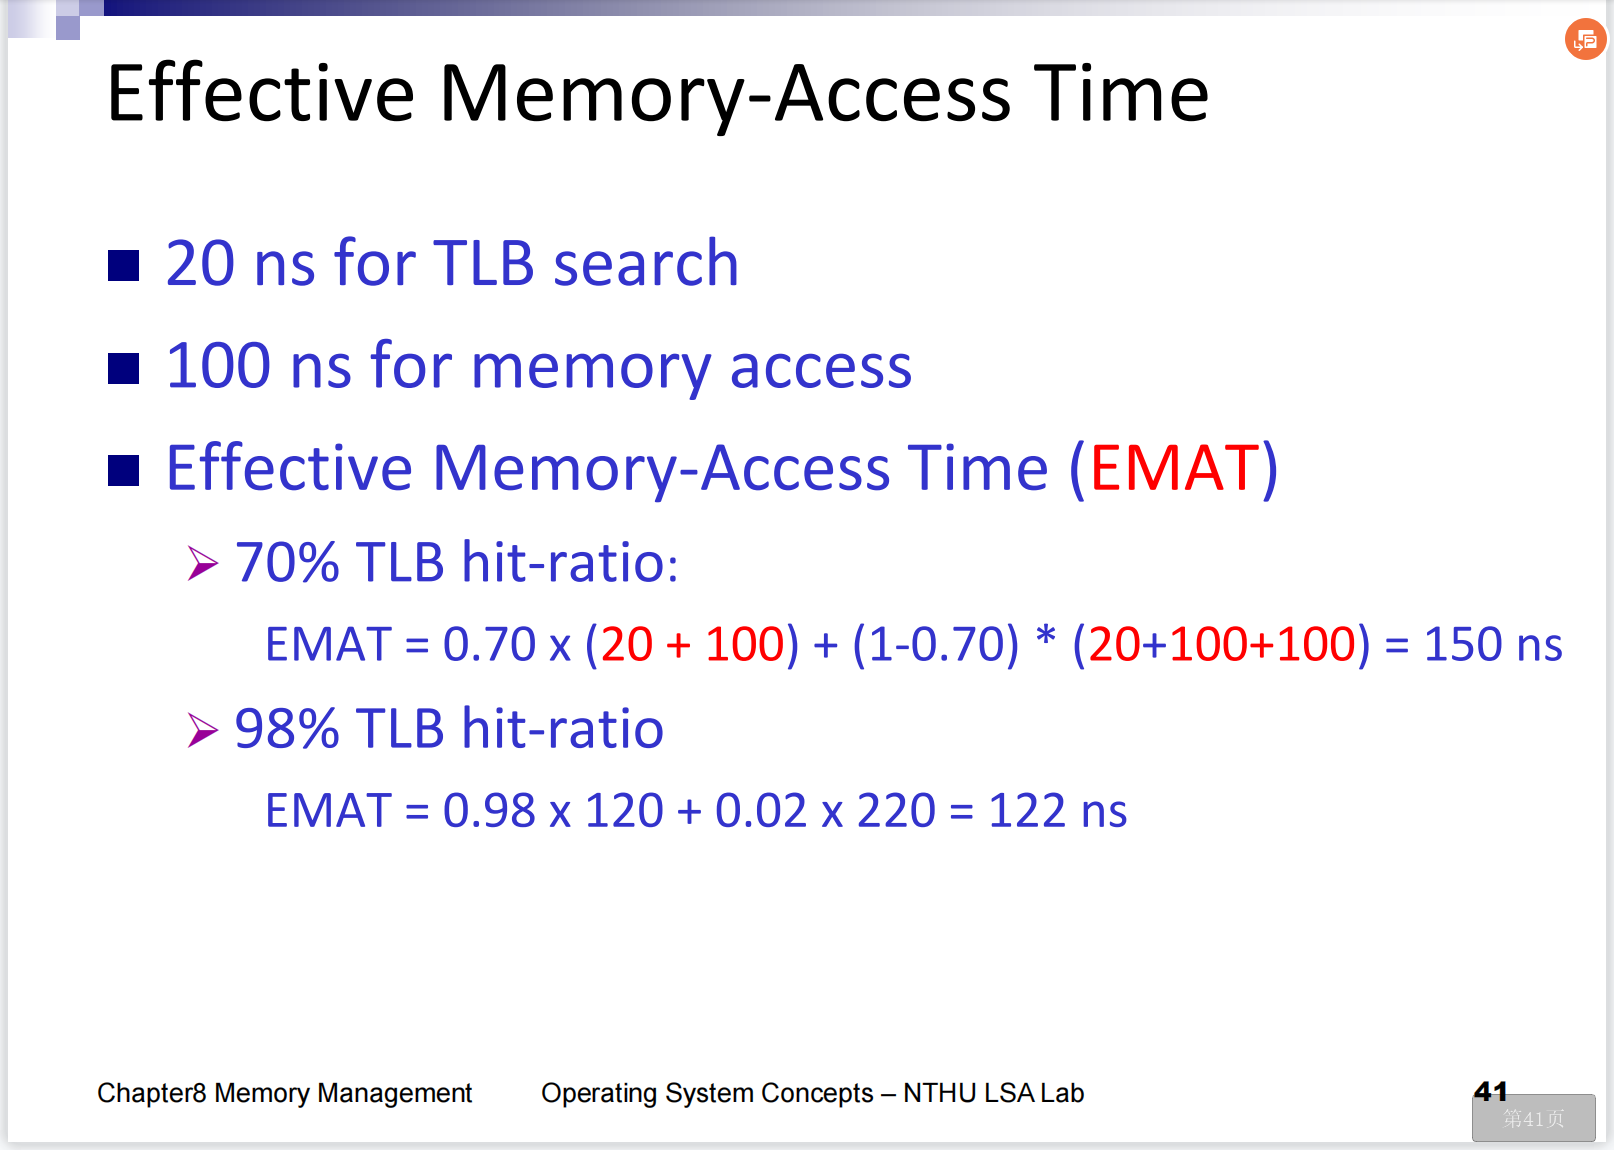 Effective Memory-Access Time
20 ns for TLB search
100 ns for memory access
Effective Memory-Access Time (EMAT)
70% TLB hit-ratio:
EMAT = 0.70 x (20 + 100) + (1-0.70) * (20+100+100) = 150 ns
98% TLB hit-ratio
EMAT = 0.98 x 120 + 0.02 x 220 = 122 ns
Chapter8 Memory Management Operating System Concepts – NTHU LSA Lab 41
第41页